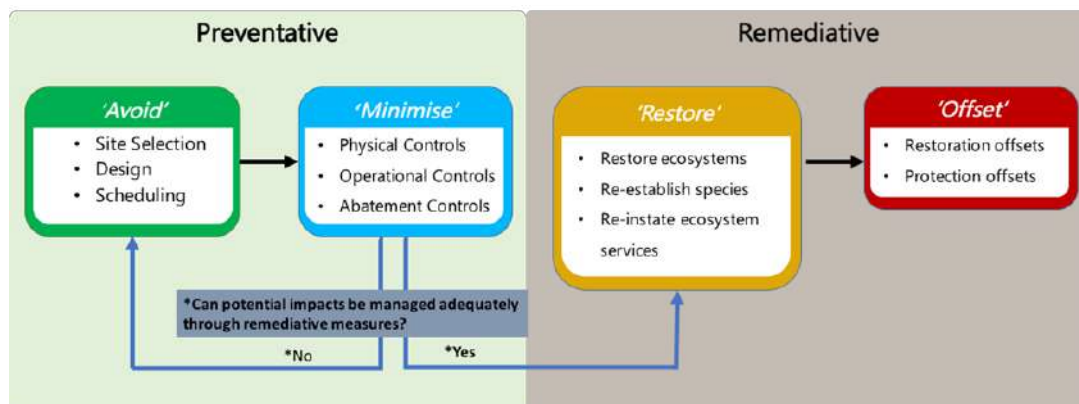 Preventative
Remediative
'Avoid'
• Site Selection
• Design
• Scheduling
'Minimise'
• Physical Controls
• Operational Controls
• Abatement Controls
'Restore'
• Restore ecosystems
• Re-establish species
• Re-instate ecosystem
services
'Offset'
• Restoration offsets
• Protection offsets
*Can potential impacts be managed adequately
through remediative measures?
*No
*Yes